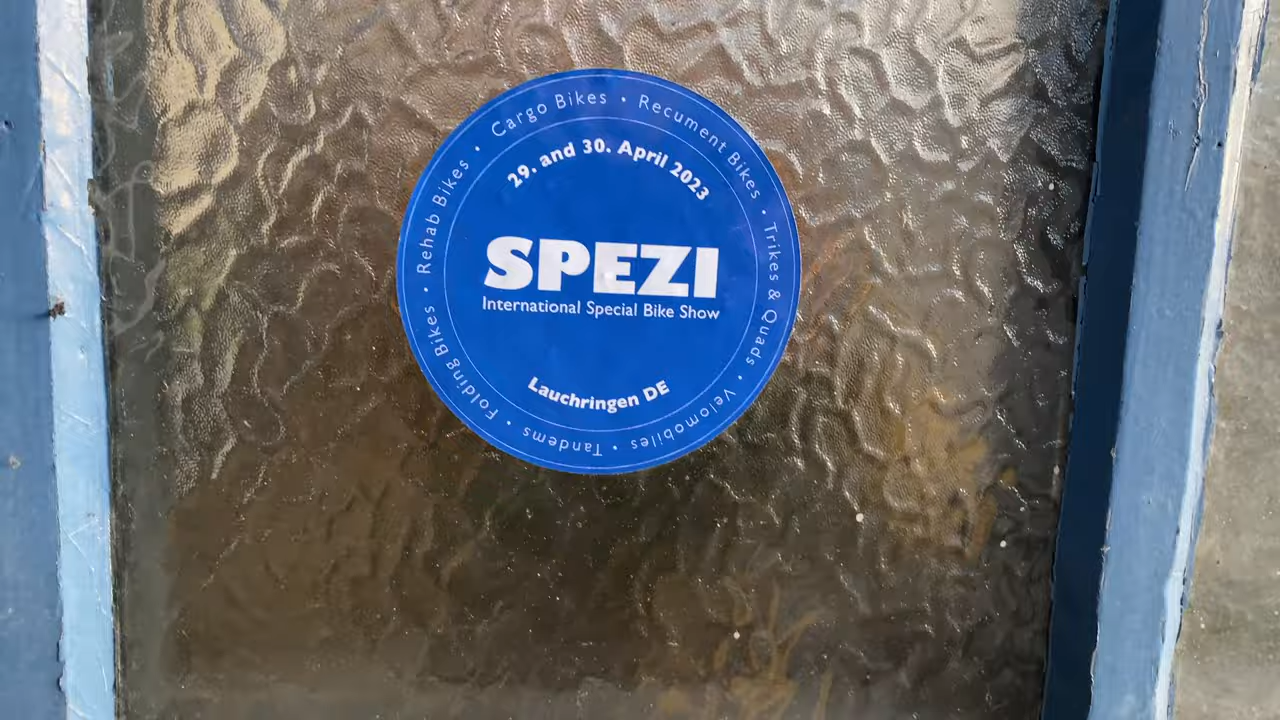 Cargo Bikes • Recument Bikes • Trikes & Quads • Velomobiles • Tandems • Folding Bikes • Rehab Bikes •
29. and 30. April 2023
SPEZI
International Special Bike Show
Lauchringen DE